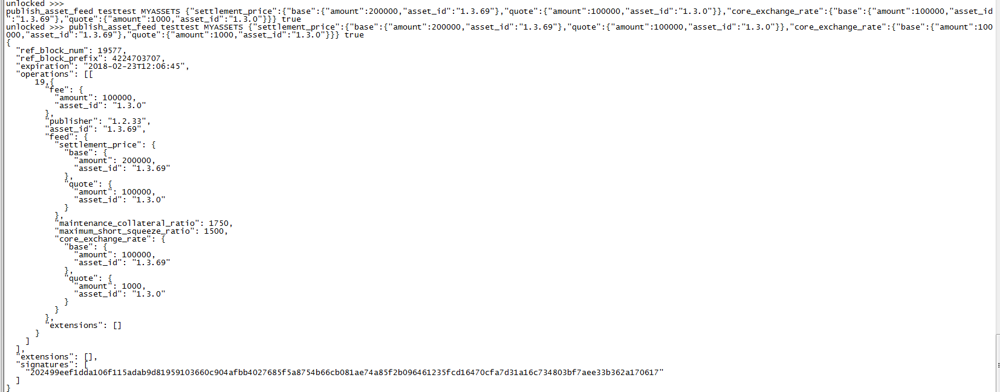 unlocked >>>
publish_asset_feed testtest MYASSETS {"settlement_price":{"base":{"amount":200000,"asset_id":"1.3.69"},"quote":{"amount":100000,"asset_id":"1.3.0"}},"core_exchange_rate":{"base":{"amount":100000,"asset_id
":"1.3.69"},"quote":{"amount":1000,"asset_id":"1.3.0"}}} true
unlocked >>> publish_asset_feed testtest MYASSETS {"settlement_price":{"base":{"amount":200000,"asset_id":"1.3.69"},"quote":{"amount":100000,"asset_id":"1.3.0"}},"core_exchange_rate":{"base":{"amount":100
000,"asset_id":"1.3.69"},"quote":{"amount":1000,"asset_id":"1.3.0"}}} true
{
  "ref_block_num": 19577,
  "ref_block_prefix": 4224703707,
  "expiration": "2018-02-23T12:06:45",
  "operations": [[
      19,{
        "fee": {
          "amount": 100000,
          "asset_id": "1.3.0"
        },
        "publisher": "1.2.33",
        "asset_id": "1.3.69",
        "feed": {
          "settlement_price": {
            "base": {
              "amount": 200000,
              "asset_id": "1.3.69"
            },
            "quote": {
              "amount": 100000,
              "asset_id": "1.3.0"
            }
          },
          "maintenance_collateral_ratio": 1750,
          "maximum_short_squeeze_ratio": 1500,
          "core_exchange_rate": {
            "base": {
              "amount": 100000,
              "asset_id": "1.3.69"
            },
            "quote": {
              "amount": 1000,
              "asset_id": "1.3.0"
            }
          }
        },
        "extensions": []
      }
    ]
  ],
  "extensions": [],
  "signatures": [
    "202499eef1dda106f115adab9d81959103660c904afbb4027685f5a8754b66cb081ae74a85f2b096461235fcd16470cfa7d31a16c734803bf7aee33b362a170617"
  ]
}